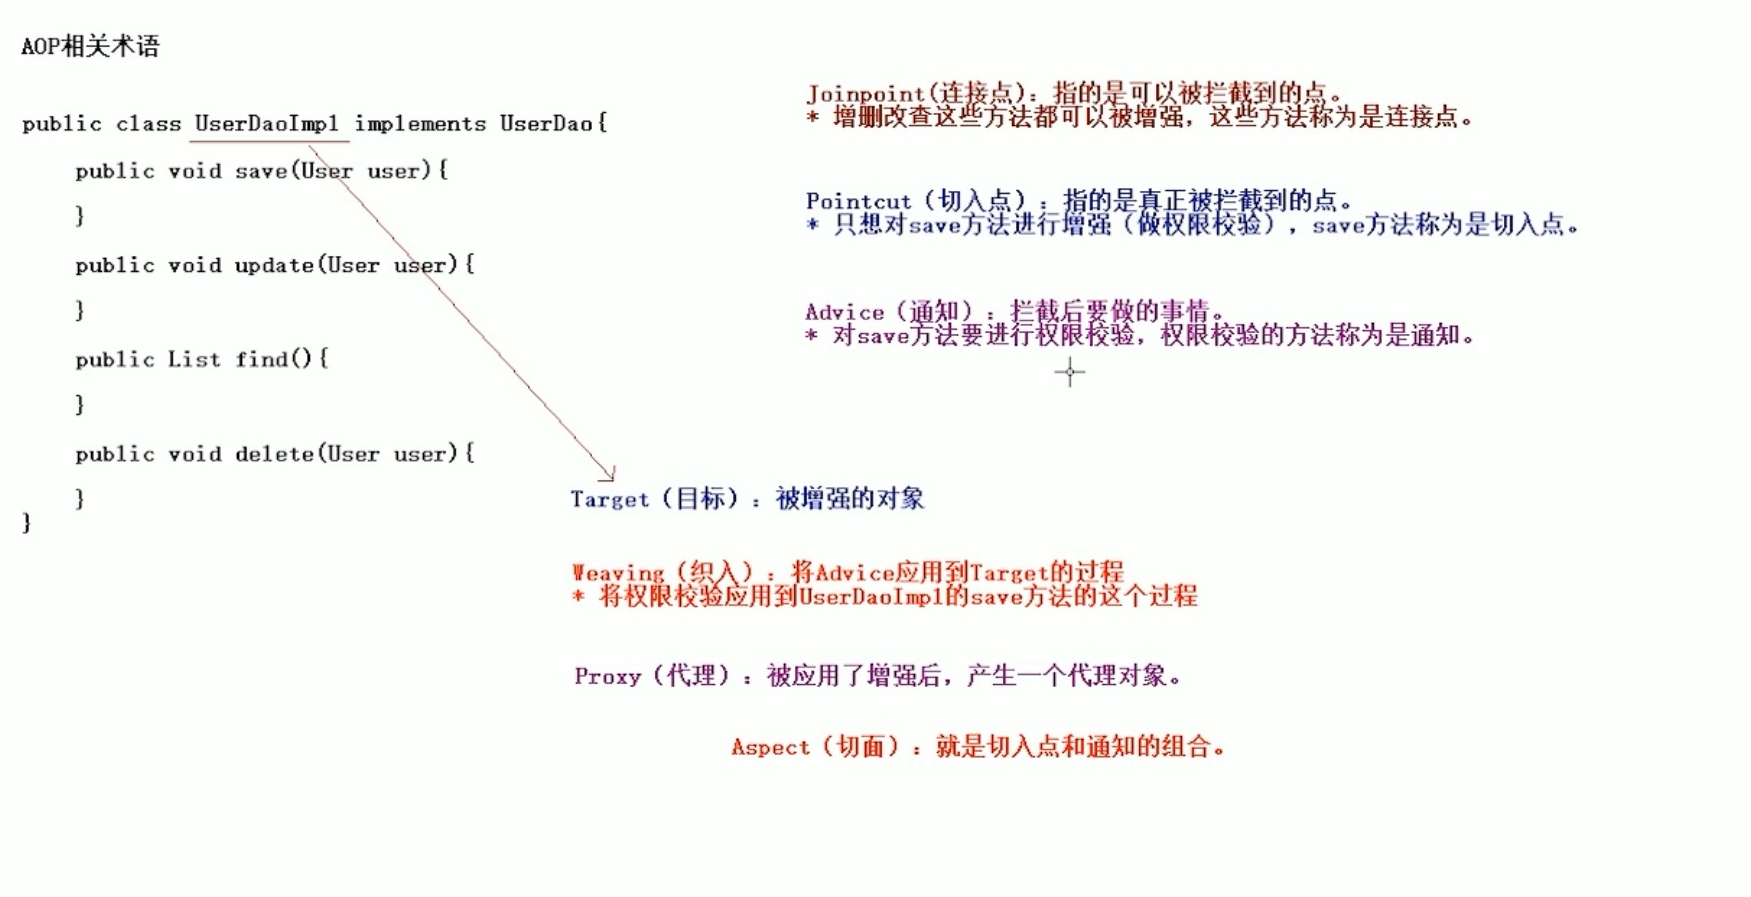 AOP相关术语
public class UserDaoImpl implements UserDao{
public void save(User user){
}
public void update(User user){
}
public List find(){
}
public void delete(User user){
}
}
Joinpoint(连接点)：指的是可以被拦截到的点。
* 增删改查这些方法都可以被增强，这些方法称为是连接点。
Pointcut（切入点）：指的是真正被拦截到的点。
* 只想对save方法进行增强（做权限校验），save方法称为是切入点。
Advice（通知）：拦截后要做的事情。
* 对save方法要进行权限校验，权限校验的方法称为是通知。
Target（目标）：被增强的对象
Weaving（织入）：将Advice应用到Target的过程
* 将权限校验应用到UserDaoImpl的save方法的这个过程
Proxy（代理）：被应用了增强后，产生一个代理对象。
Aspect（切面）：就是切入点和通知的组合。